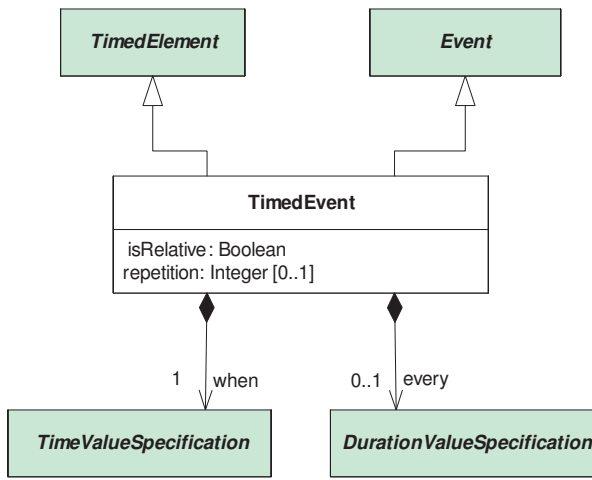 TimedElement
Event
TimedEvent
isRelative: Boolean
repetition: Integer [0..1]
1 when
0..1 every
TimeValueSpecification
DurationValueSpecification